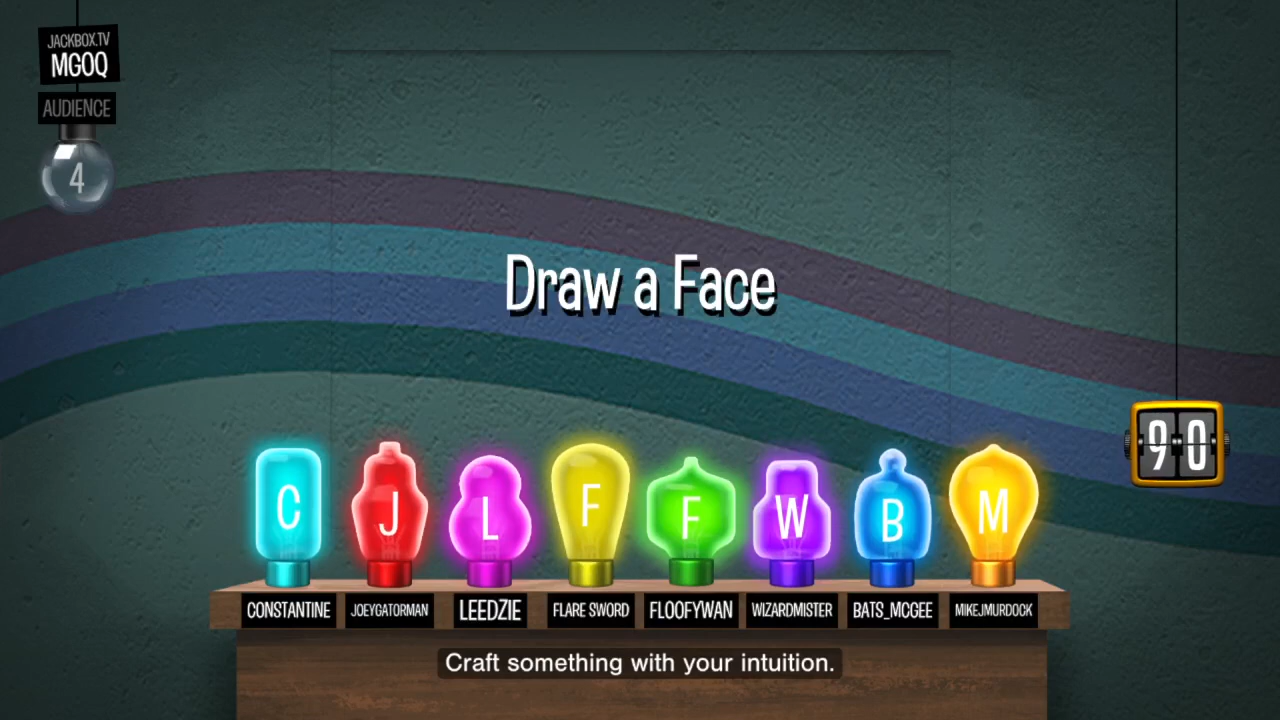 JACKBOX.TV
MGOQ
AUDIENCE
4
Draw a Face
90
C J L F F W B M
CONSTANTINE JOEYGATORMAN LEEDZIE FLARE SWORD FLOOFYWAN WIZARDMISTER BATS_MCGEE MIKEJMURDOCK
Craft something with your intuition.